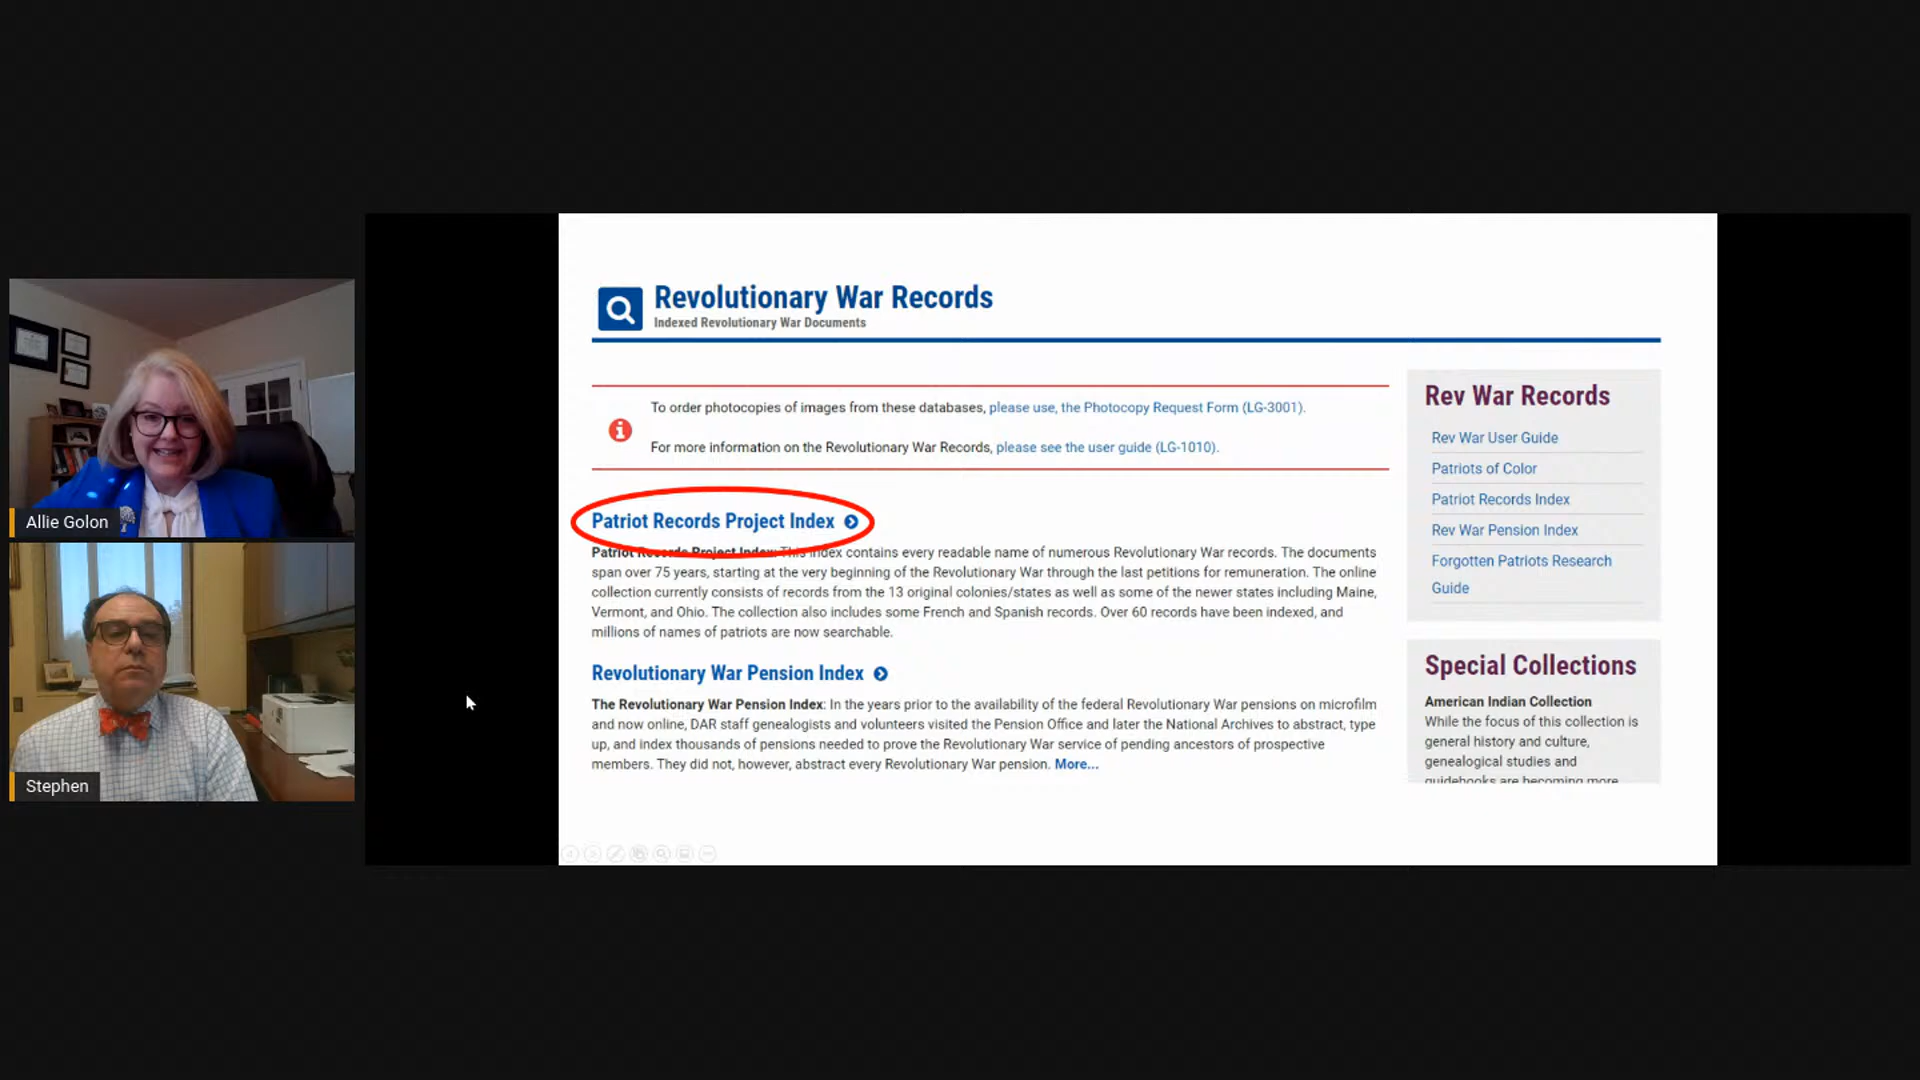 Allie Golon
Stephen
Revolutionary War Records
Indexed Revolutionary War Documents
To order photocopies of images from these databases, please use, the Photocopy Request Form (LG-3001).
For more information on the Revolutionary War Records, please see the user guide (LG-1010).
Patriot Records Project Index
Patriot Records Project Index: This index contains every readable name of numerous Revolutionary War records. The documents
span over 75 years, starting at the very beginning of the Revolutionary War through the last petitions for remuneration. The online
collection currently consists of records from the 13 original colonies/states as well as some of the newer states including Maine,
Vermont, and Ohio. The collection also includes some French and Spanish records. Over 60 records have been indexed, and
millions of names of patriots are now searchable.
Revolutionary War Pension Index
The Revolutionary War Pension Index: In the years prior to the availability of the federal Revolutionary War pensions on microfilm
and now online, DAR staff genealogists and volunteers visited the Pension Office and later the National Archives to abstract, type
up, and index thousands of pensions needed to prove the Revolutionary War service of pending ancestors of prospective
members. They did not, however, abstract every Revolutionary War pension. More...
Rev War Records
Rev War User Guide
Patriots of Color
Patriot Records Index
Rev War Pension Index
Forgotten Patriots Research
Guide
Special Collections
American Indian Collection
While the focus of this collection is
general history and culture,
genealogical studies and
guidebooks are becoming more